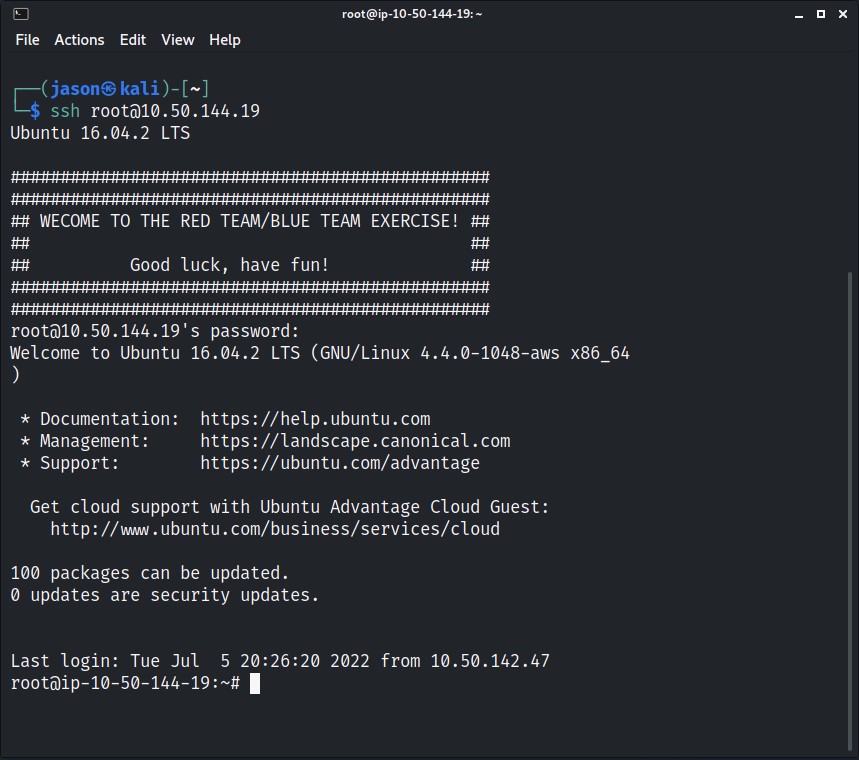 root@ip-10-50-144-19: ~
File Actions Edit View Help
┌──(jason㉿kali)-[~]
└─$ ssh root@10.50.144.19
Ubuntu 16.04.2 LTS
################################################
################################################
## WECOME TO THE RED TEAM/BLUE TEAM EXERCISE! ##
##                                            ##
##          Good luck, have fun!              ##
################################################
################################################
root@10.50.144.19's password:
Welcome to Ubuntu 16.04.2 LTS (GNU/Linux 4.4.0-1048-aws x86_64
)
 * Documentation:  https://help.ubuntu.com
 * Management:     https://landscape.canonical.com
 * Support:        https://ubuntu.com/advantage
  Get cloud support with Ubuntu Advantage Cloud Guest:
    http://www.ubuntu.com/business/services/cloud
100 packages can be updated.
0 updates are security updates.
Last login: Tue Jul  5 20:26:20 2022 from 10.50.142.47
root@ip-10-50-144-19:~#